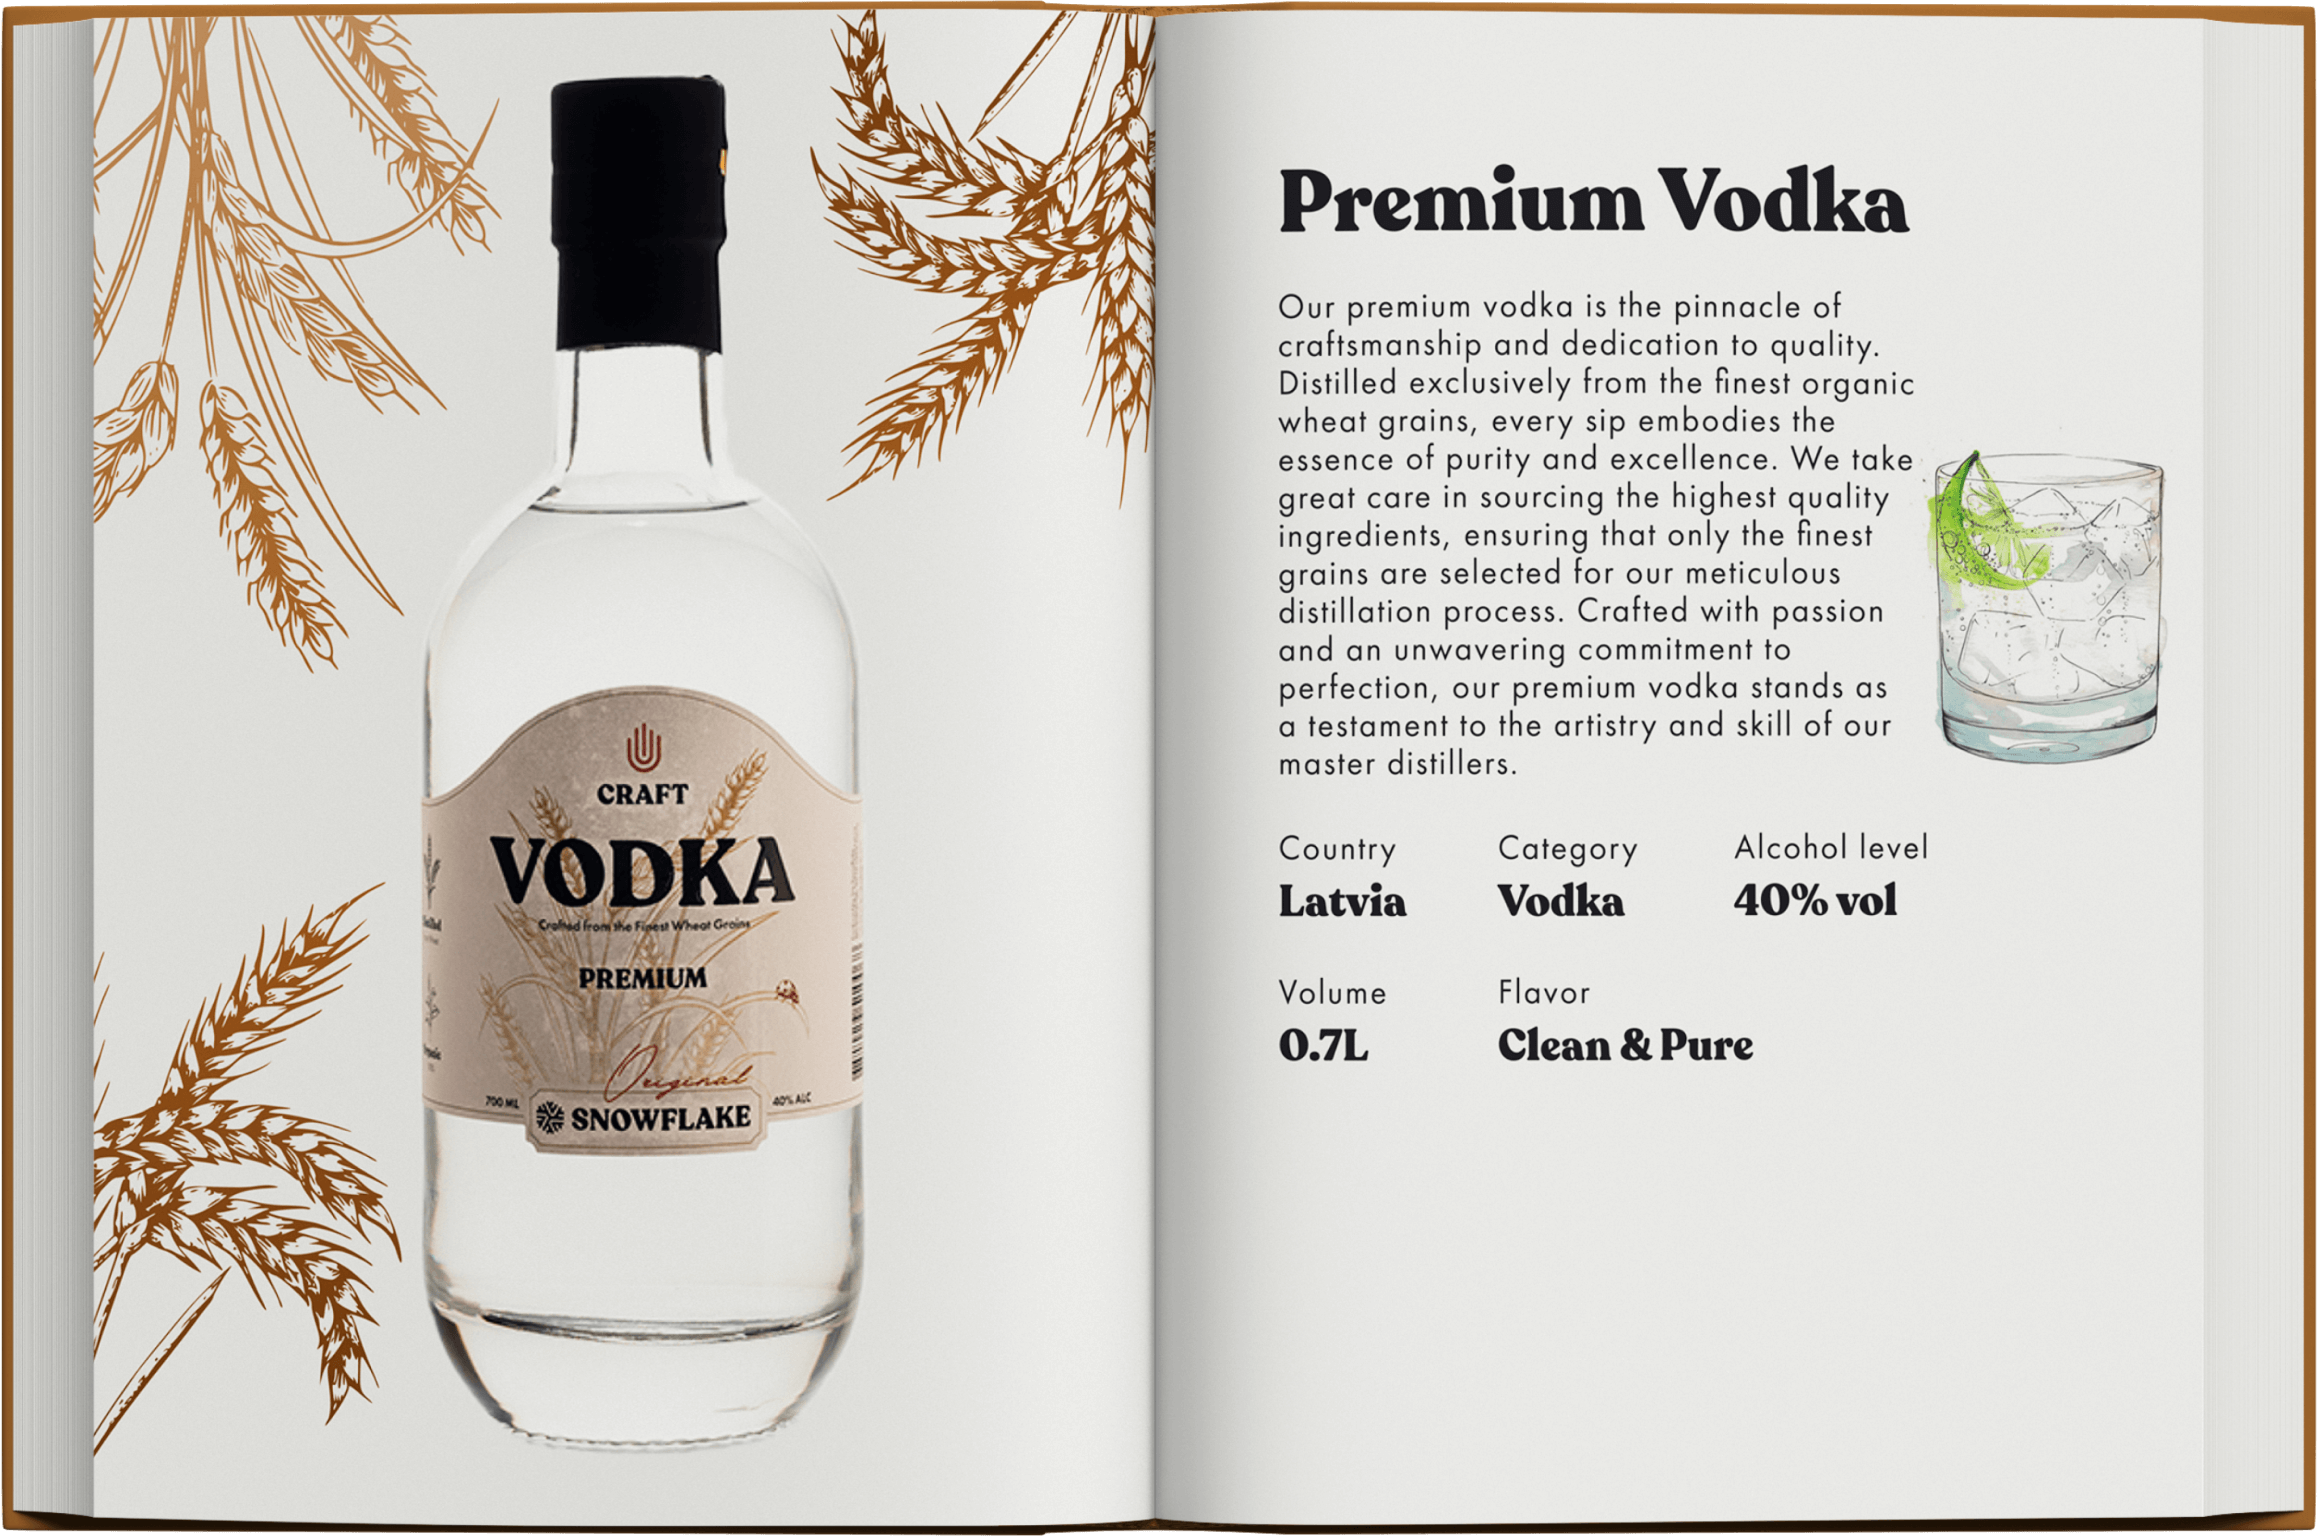 CRAFT
VODKA
Crafted from the Finest Wheat Grains
PREMIUM
Original
700 ML
40% ALC
SNOWFLAKE
Premium Vodka
Our premium vodka is the pinnacle of
craftsmanship and dedication to quality.
Distilled exclusively from the finest organic
wheat grains, every sip embodies the
essence of purity and excellence. We take
great care in sourcing the highest quality
ingredients, ensuring that only the finest
grains are selected for our meticulous
distillation process. Crafted with passion
and an unwavering commitment to
perfection, our premium vodka stands as
a testament to the artistry and skill of our
master distillers.
Country Category Alcohol level
Latvia Vodka 40% vol
Volume Flavor
0.7L Clean & Pure